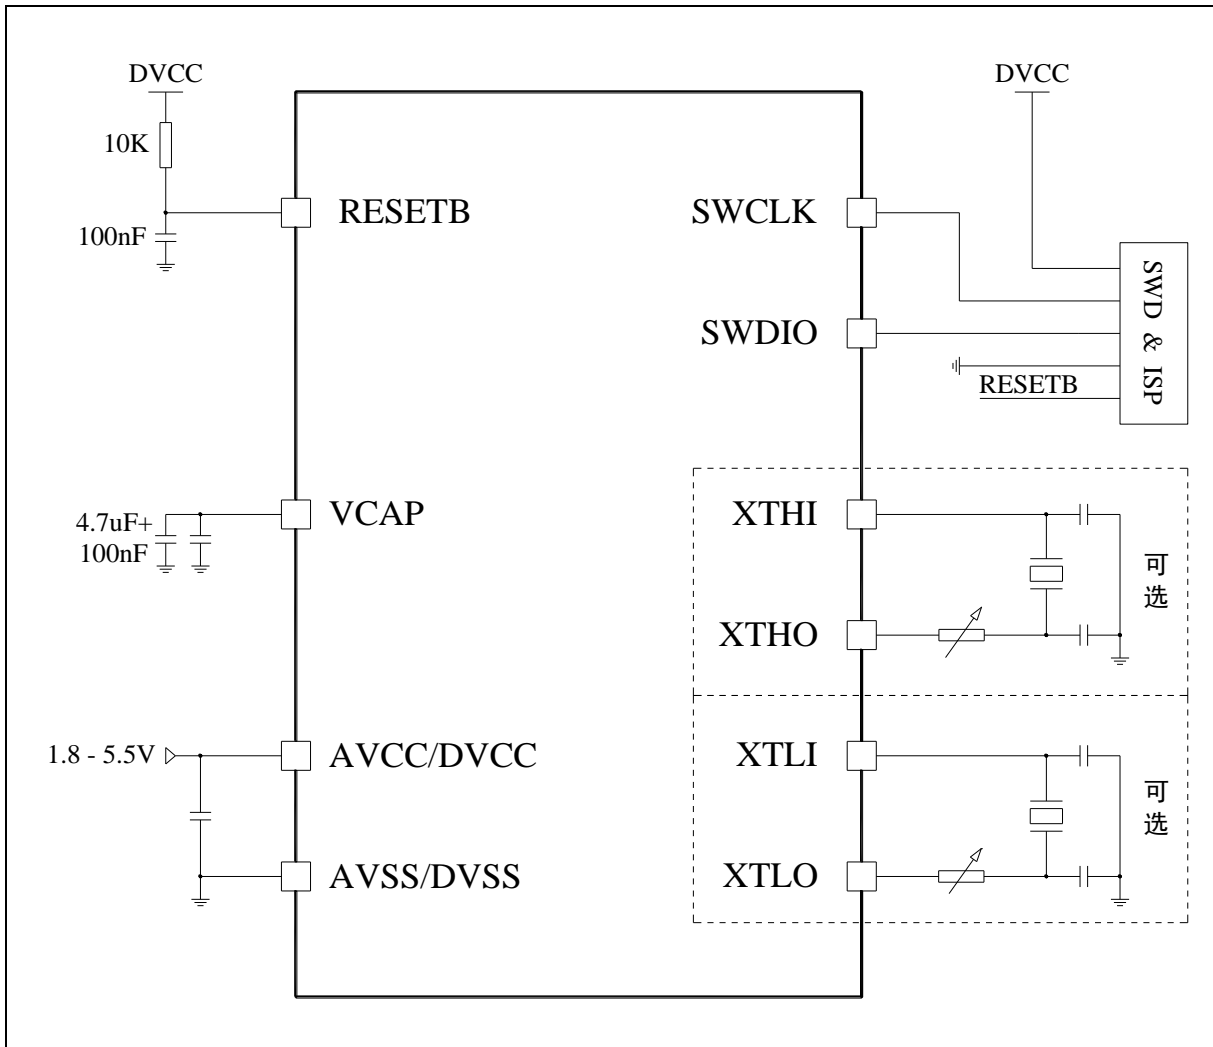 DVCC
10K
100nF
RESETB
4.7uF+
100nF
VCAP
1.8 - 5.5V
AVCC/DVCC
AVSS/DVSS
DVCC
SWCLK
SWDIO
RESETB
SWD & ISP
XTHI
XTHO
可选
XTLI
XTLO
可选